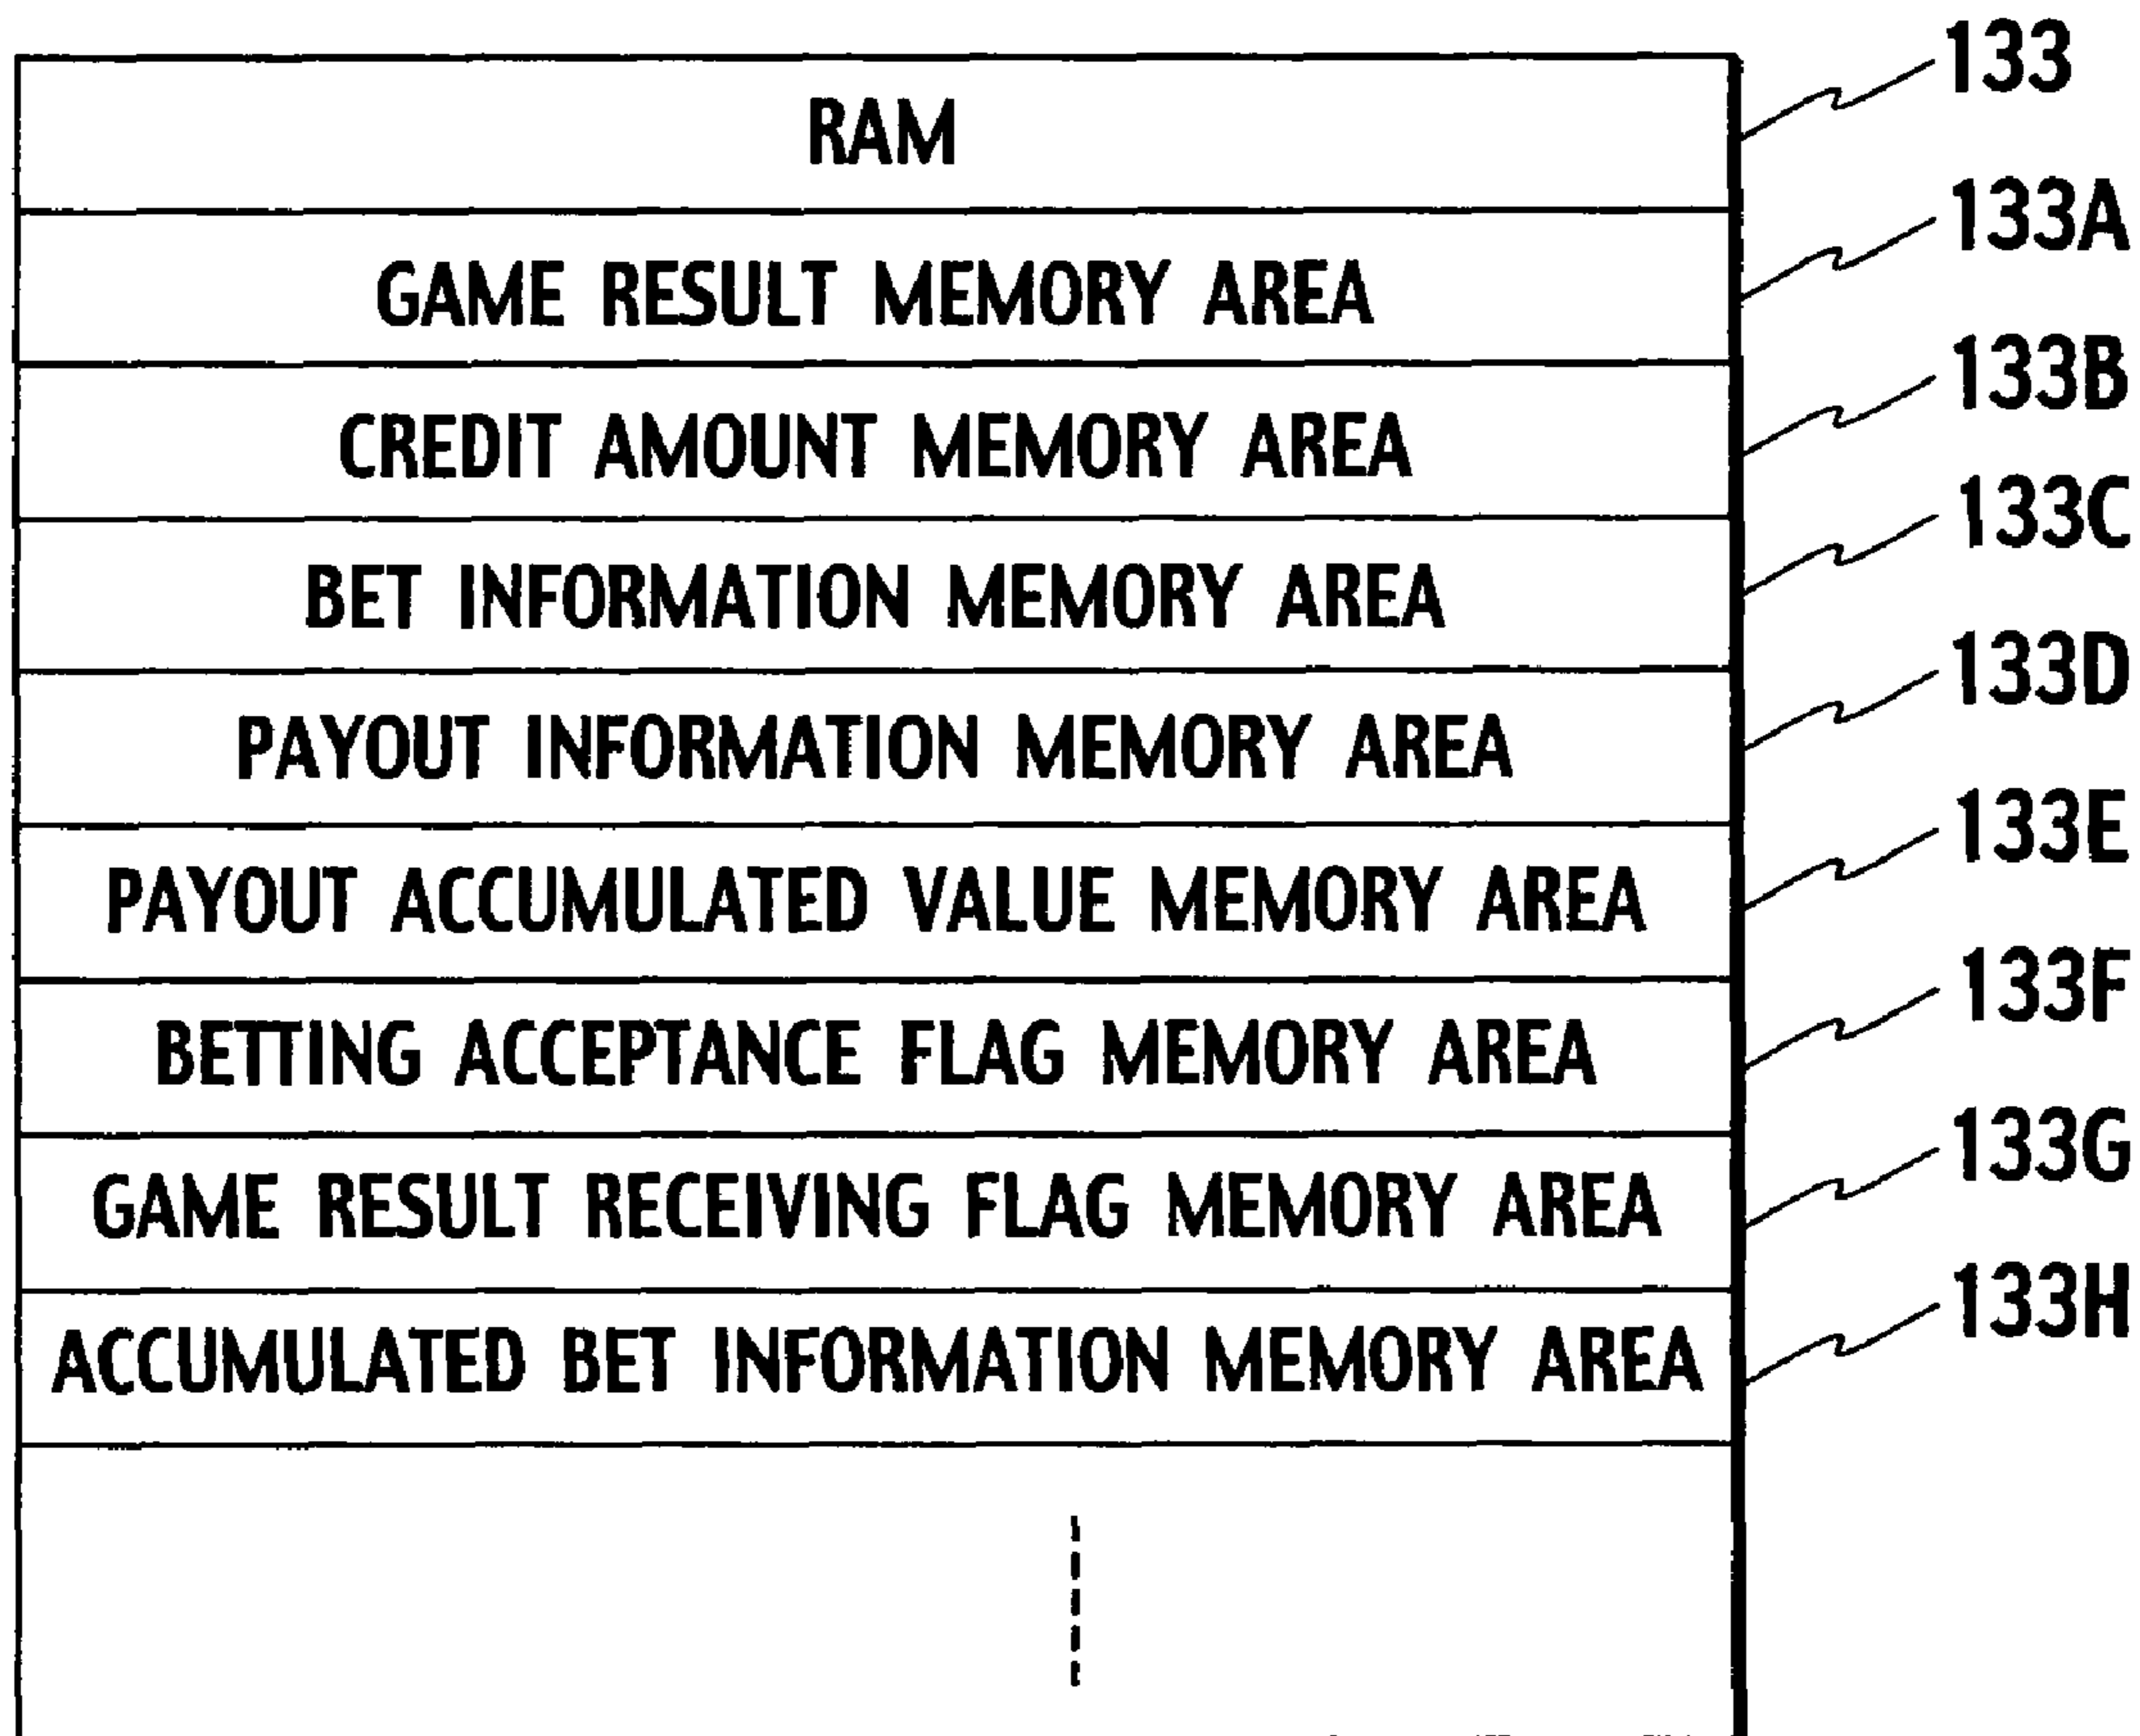 RAM 133
GAME RESULT MEMORY AREA 133A
CREDIT AMOUNT MEMORY AREA 133B
BET INFORMATION MEMORY AREA 133C
PAYOUT INFORMATION MEMORY AREA 133D
PAYOUT ACCUMULATED VALUE MEMORY AREA 133E
BETTING ACCEPTANCE FLAG MEMORY AREA 133F
GAME RESULT RECEIVING FLAG MEMORY AREA 133G
ACCUMULATED BET INFORMATION MEMORY AREA 133H